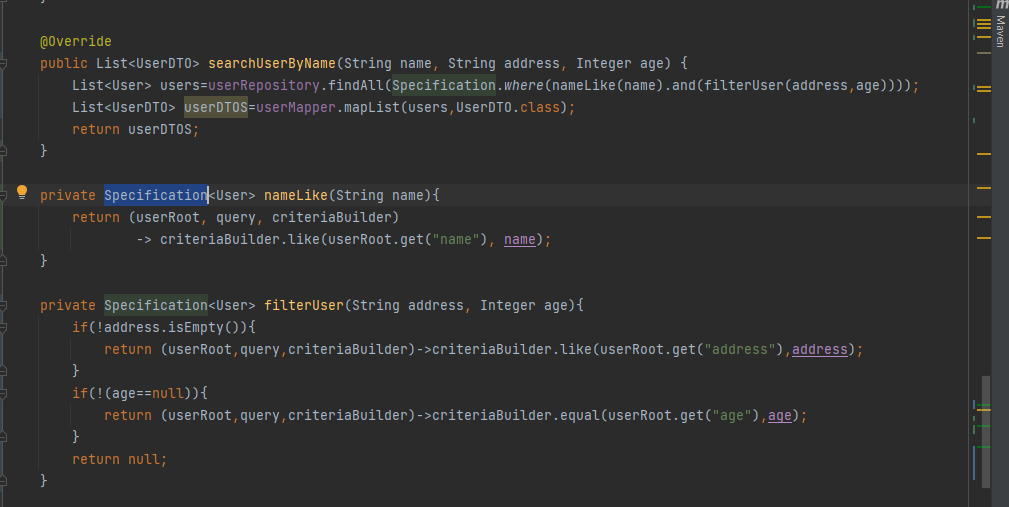 @Override
public List<UserDTO> searchUserByName(String name, String address, Integer age) {
List<User> users=userRepository.findAll(Specification.where(nameLike(name).and(filterUser(address,age))));
List<UserDTO> userDTOS=userMapper.mapList(users,UserDTO.class);
return userDTOS;
}
private Specification<User> nameLike(String name){
return (userRoot, query, criteriaBuilder)
-> criteriaBuilder.like(userRoot.get("name"), name);
}
private Specification<User> filterUser(String address, Integer age){
if(!address.isEmpty()){
return (userRoot,query,criteriaBuilder)->criteriaBuilder.like(userRoot.get("address"),address);
}
if(!(age==null)){
return (userRoot,query,criteriaBuilder)->criteriaBuilder.equal(userRoot.get("age"),age);
}
return null;
}
m
Maven